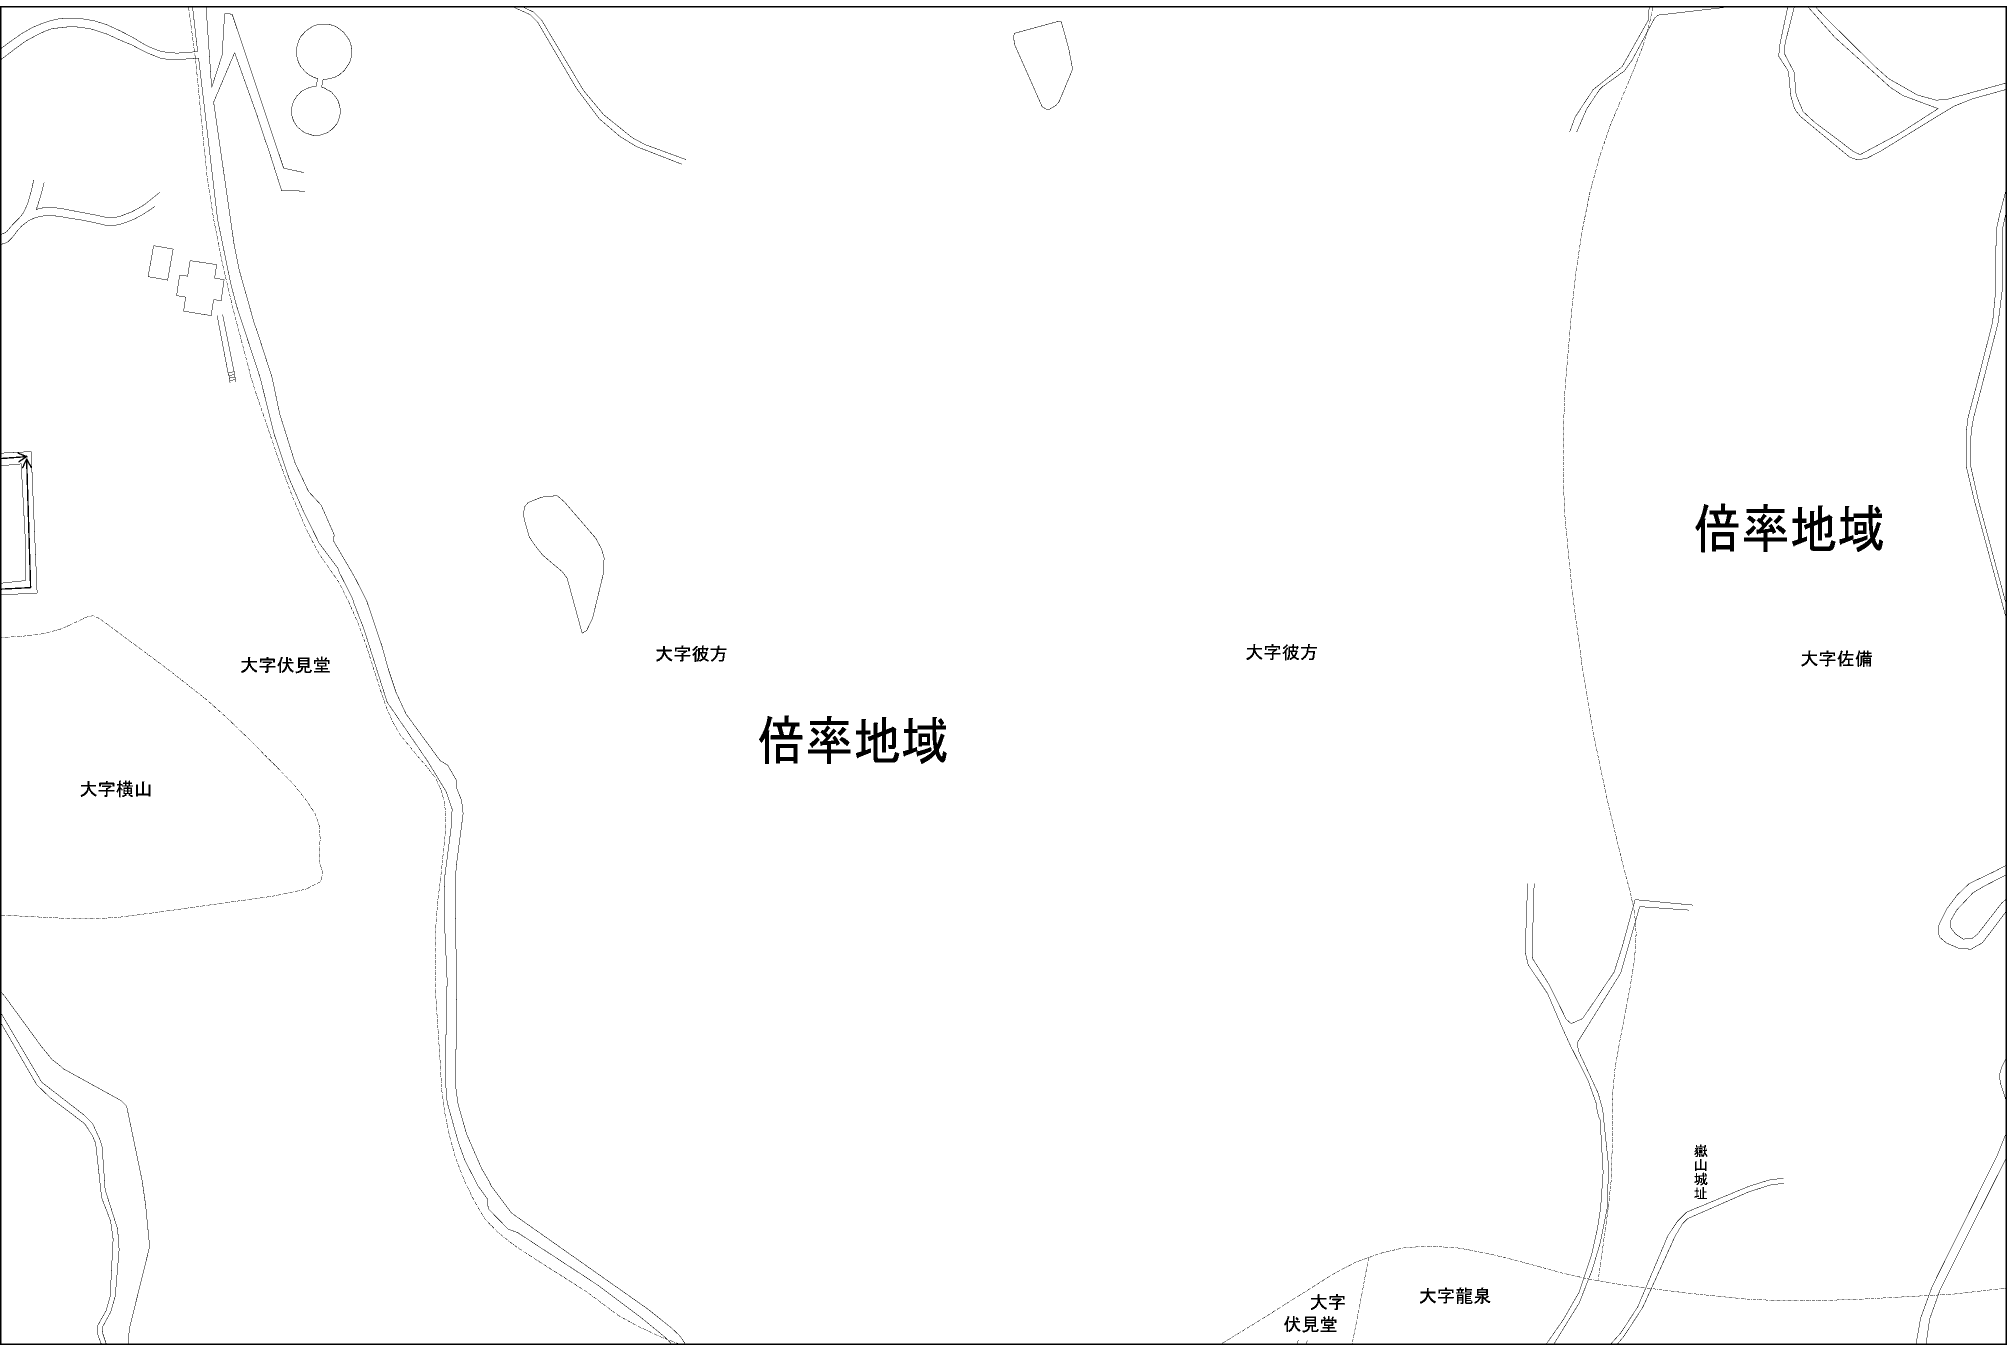 倍率地域
大字伏見堂
大字彼方
大字彼方
大字佐備
倍率地域
大字横山
嶽山城址
大字龍泉
大字
伏見堂